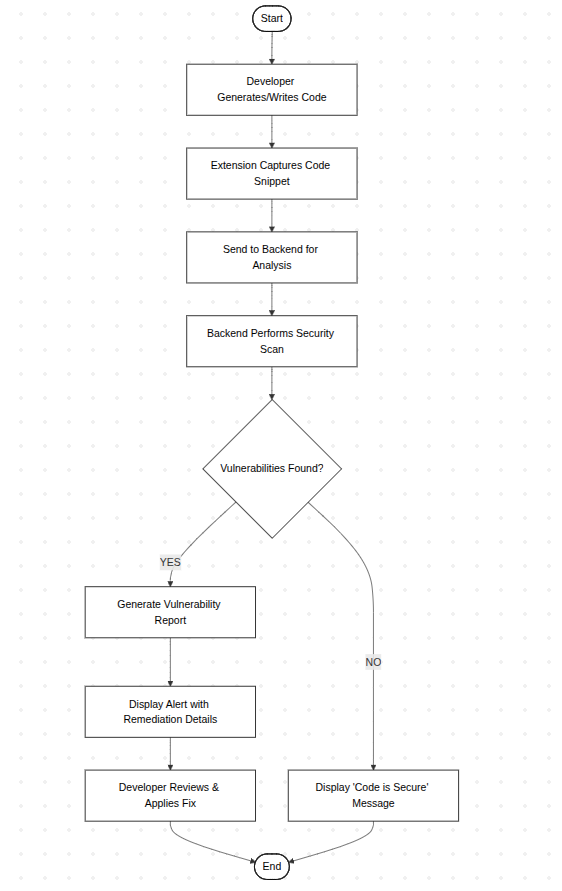 Start
Developer
Generates/Writes Code
Extension Captures Code
Snippet
Send to Backend for
Analysis
Backend Performs Security
Scan
Vulnerabilities Found?
YES
Generate Vulnerability
Report
NO
Display Alert with
Remediation Details
Developer Reviews &
Applies Fix
Display 'Code is Secure'
Message
End